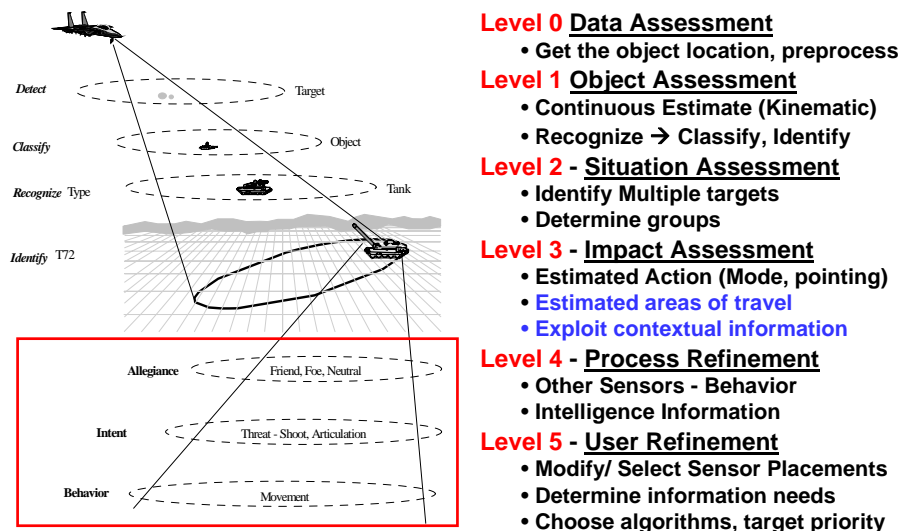 Detect
Target
Classify
Object
Recognize Type
Tank
Identify T72
Allegiance
Friend, Foe, Neutral
Intent
Threat - Shoot, Articulation
Behavior
Movement
Level 0 Data Assessment
• Get the object location, preprocess
Level 1 Object Assessment
• Continuous Estimate (Kinematic)
• Recognize → Classify, Identify
Level 2 - Situation Assessment
• Identify Multiple targets
• Determine groups
Level 3 - Impact Assessment
• Estimated Action (Mode, pointing)
• Estimated areas of travel
• Exploit contextual information
Level 4 - Process Refinement
• Other Sensors - Behavior
• Intelligence Information
Level 5 - User Refinement
• Modify/ Select Sensor Placements
• Determine information needs
• Choose algorithms, target priority